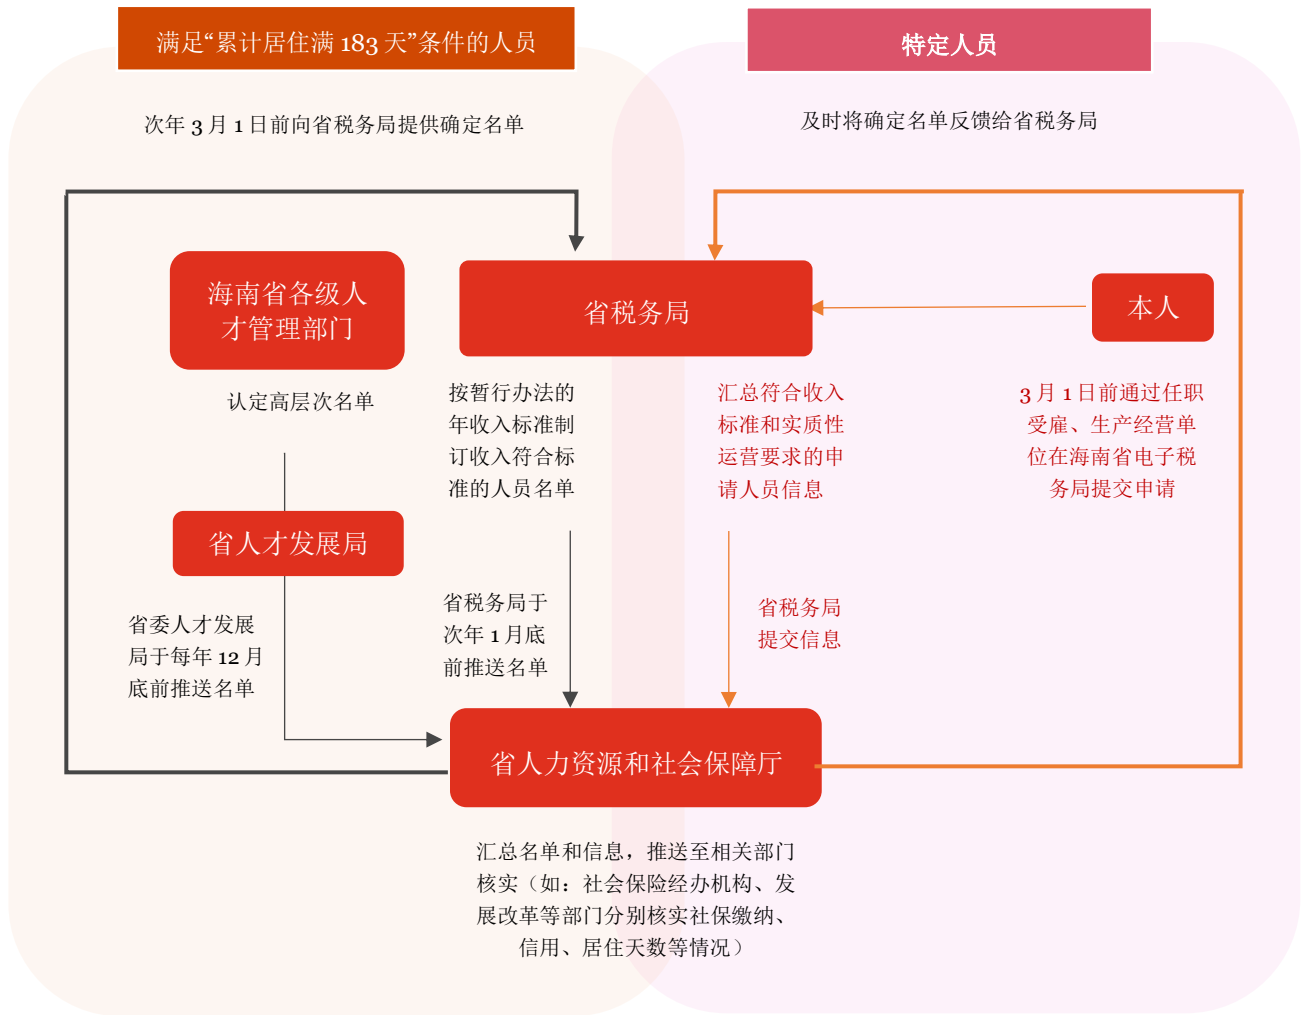 满足“累计居住满 183 天”条件的人员
特定人员
次年 3 月 1 日前向省税务局提供确定名单
及时将确定名单反馈给省税务局
海南省各级人
才管理部门
省税务局
本人
认定高层次名单
按暂行办法的
年收入标准制
订收入符合标
准的人员名单
汇总符合收入
标准和实质性
运营要求的申
请人员信息
3 月 1 日前通过任职
受雇、生产经营单
位在海南省电子税
务局提交申请
省人才发展局
省委人才发展
局于每年 12 月
底前推送名单
省税务局于
次年 1 月底
前推送名单
省税务局
提交信息
省人力资源和社会保障厅
汇总名单和信息，推送至相关部门
核实（如：社会保险经办机构、发
展改革等部门分别核实社保缴纳、
信用、居住天数等情况）